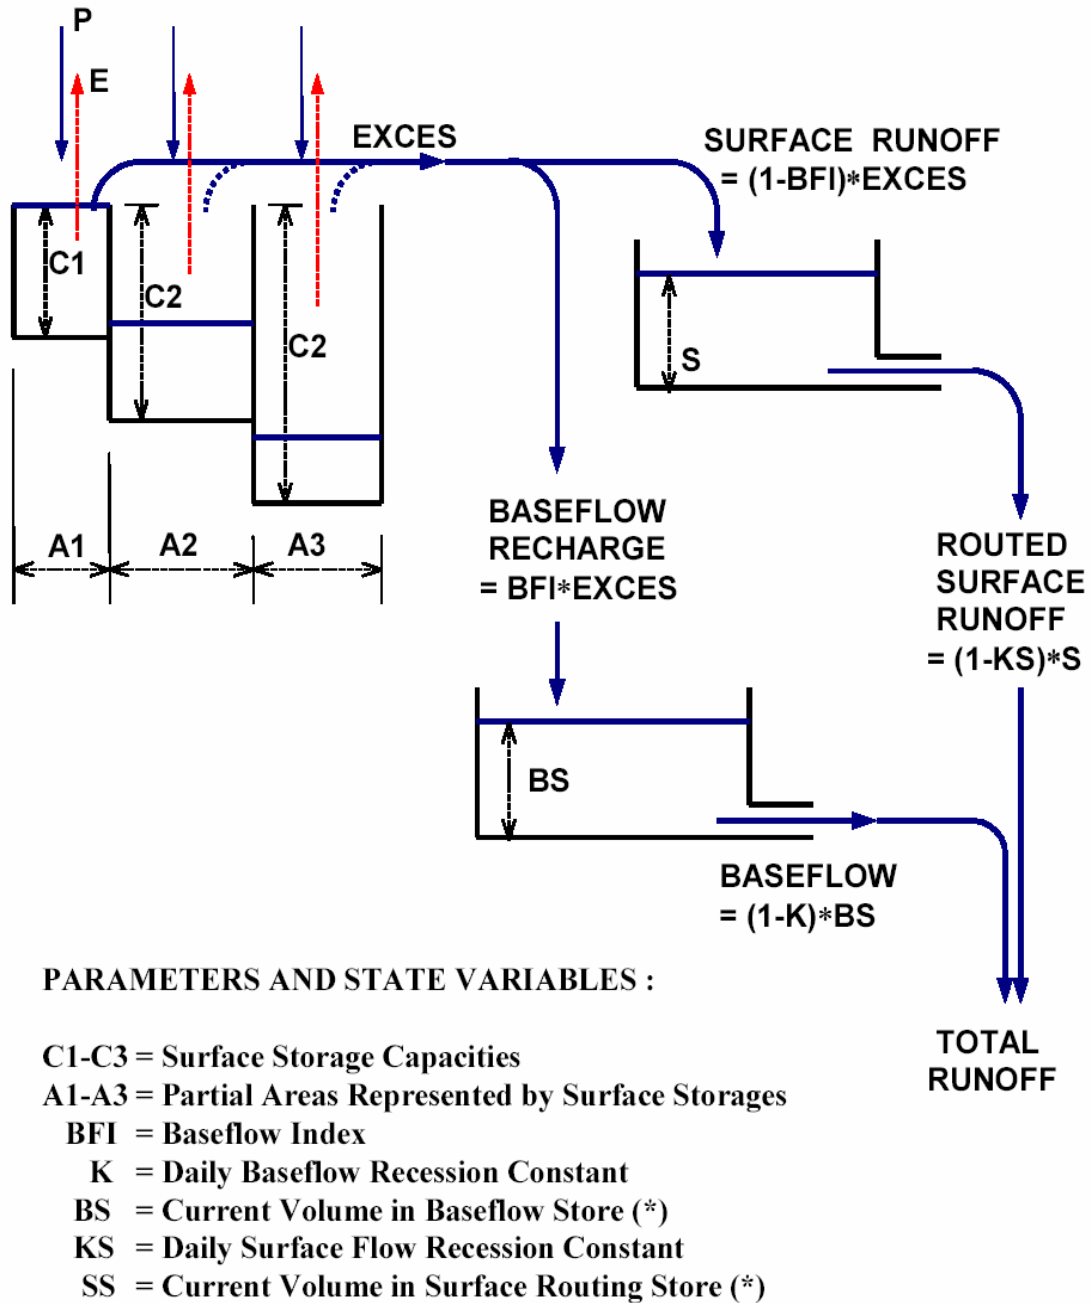 P
E
EXCES
SURFACE RUNOFF
= (1-BFI)*EXCES
C1
C2
C2
S
A1
A2
A3
BASEFLOW
RECHARGE
= BFI*EXCES
ROUTED
SURFACE
RUNOFF
= (1-KS)*S
BS
BASEFLOW
= (1-K)*BS
TOTAL
RUNOFF
PARAMETERS AND STATE VARIABLES :
C1-C3 = Surface Storage Capacities
A1-A3 = Partial Areas Represented by Surface Storages
BFI = Baseflow Index
K = Daily Baseflow Recession Constant
BS = Current Volume in Baseflow Store (*)
KS = Daily Surface Flow Recession Constant
SS = Current Volume in Surface Routing Store (*)